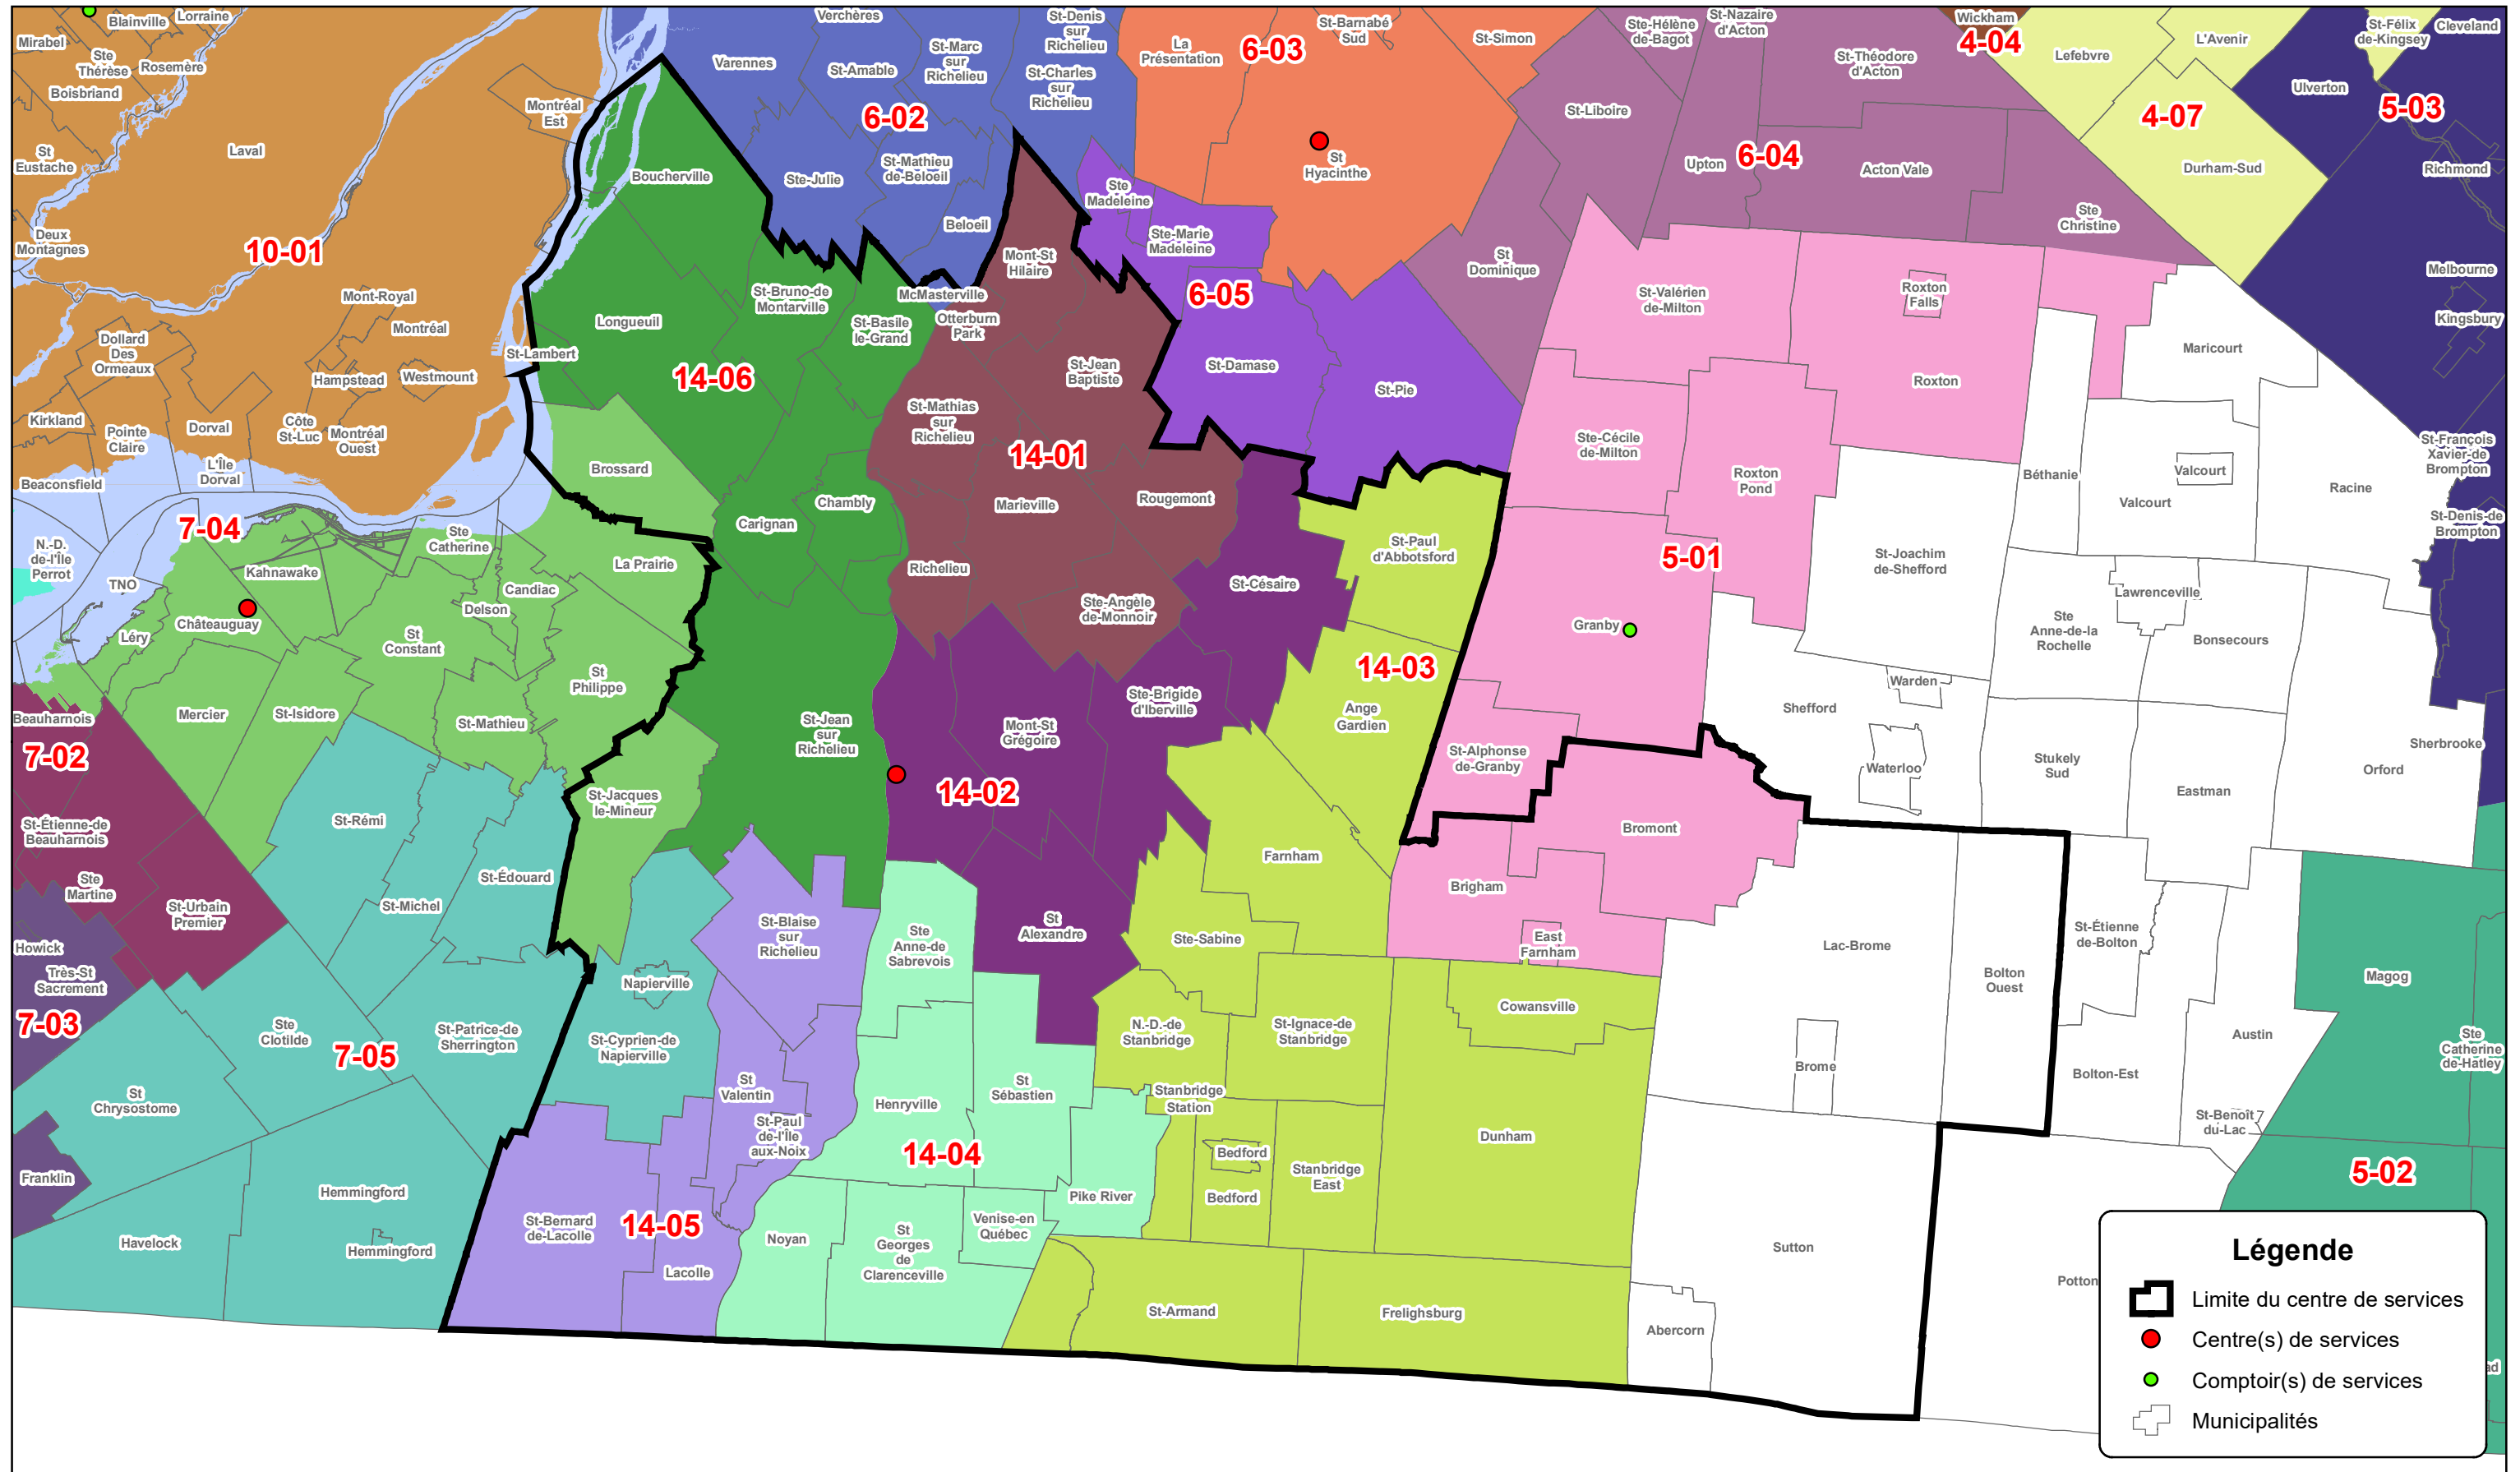 Blainville
Lorraine
Mirabel
Ste
Thérèse
Rosemère
Boisbriand
St
Eustache
Laval
Montréal
Est
Deux
Montagnes
10-01
Mont-Royal
Montréal
Dollard
Des
Ormeaux
Hampstead
Westmount
Kirkland
Pointe
Claire
Dorval
Côte
St-Luc
Montréal
Ouest
L'Île
Dorval
Beaconsfield
St-Lambert
Verchères
Varennes
St-Amable
St-Marc
sur
Richelieu
St-Denis
sur
Richelieu
St-Charles
sur
Richelieu
6-02
Ste-Julie
St-Mathieu
de-Beloeil
Beloeil
McMasterville
La
Présentation
6-03
St-Barnabé
Sud
St-Simon
St
Hyacinthe
Ste-Hélène
de-Bagot
St-Nazaire
d'Acton
St-Théodore
d'Acton
St-Liboire
Upton
6-04
Acton Vale
Ste
Christine
St
Dominique
Wickham
4-04
Lefebvre
L'Avenir
St-Félix
de-Kingsey
4-07
Durham-Sud
Cleveland
Ulverton
5-03
Richmond
Melbourne
Kingsbury
St-François
Xavier-de
Brompton
St-Denis-de
Brompton
Sherbrooke
Ste
Madeleine
Ste-Marie
Madeleine
6-05
St-Damase
St-Pie
Boucherville
Longueuil
St-Bruno-de
Montarville
St-Basile
le-Grand
14-06
Brossard
Carignan
Chambly
St-Jean
sur
Richelieu
Mont-St
Hilaire
Otterburn
Park
St-Jean
Baptiste
St-Mathias
sur
Richelieu
14-01
Marieville
Rougemont
Richelieu
Ste-Angèle
de-Monnoir
St-Césaire
Ste-Brigide
d'Iberville
Mont-St
Grégoire
14-02
St
Alexandre
St-Paul
d'Abbotsford
14-03
Ange
Gardien
Farnham
Ste-Sabine
N.-D.-de
Stanbridge
St-Ignace-de
Stanbridge
Cowansville
Stanbridge
Station
Bedford
Bedford
Stanbridge
East
Dunham
St-Armand
Frelighsburg
St-Valérien
de-Milton
Roxton
Falls
Roxton
Ste-Cécile
de-Milton
Roxton
Pond
5-01
Granby
St-Alphonse
de-Granby
Bromont
Brigham
East
Farnham
Maricourt
Béthanie
Valcourt
Valcourt
Racine
St-Joachim
de-Shefford
Lawrenceville
Ste
Anne-de-la
Rochelle
Bonsecours
Warden
Shefford
Waterloo
Stukely
Sud
Eastman
Orford
Lac-Brome
Bolton
Ouest
Brome
St-Étienne
de-Bolton
Bolton-Est
Austin
St-Benoît
du-Lac
Magog
Ste
Catherine
de-Hatley
5-02
Sutton
Abercorn
Potton
ad
N.-D.
de-l'Île
Perrot
TNO
7-04
Kahnawake
Châteauguay
Léry
Ste
Catherine
La Prairie
Candiac
Delson
St
Constant
St
Philippe
Mercier
St-Isidore
St-Mathieu
St-Jacques
le-Mineur
Beauharnois
7-02
St-Étienne-de
Beauharnois
Ste
Martine
St-Urbain
Premier
Howick
Très-St
Sacrement
7-03
Franklin
St-Rémi
St-Édouard
St-Michel
Ste
Clotilde
7-05
St-Patrice-de
Sherrington
St
Chrysostome
Hemmingford
Hemmingford
Havelock
Napierville
St-Cyprien-de
Napierville
St-Blaise
sur
Richelieu
St
Valentin
St-Paul
de-l'Île
aux-Noix
St-Bernard
de-Lacolle
14-05
Lacolle
Ste
Anne-de
Sabrevois
Henryville
St
Sébastien
14-04
Pike River
Noyan
St
Georges
de
Clarenceville
Venise-en
Québec
Légende
Limite du centre de services
Centre(s) de services
Comptoir(s) de services
Municipalités